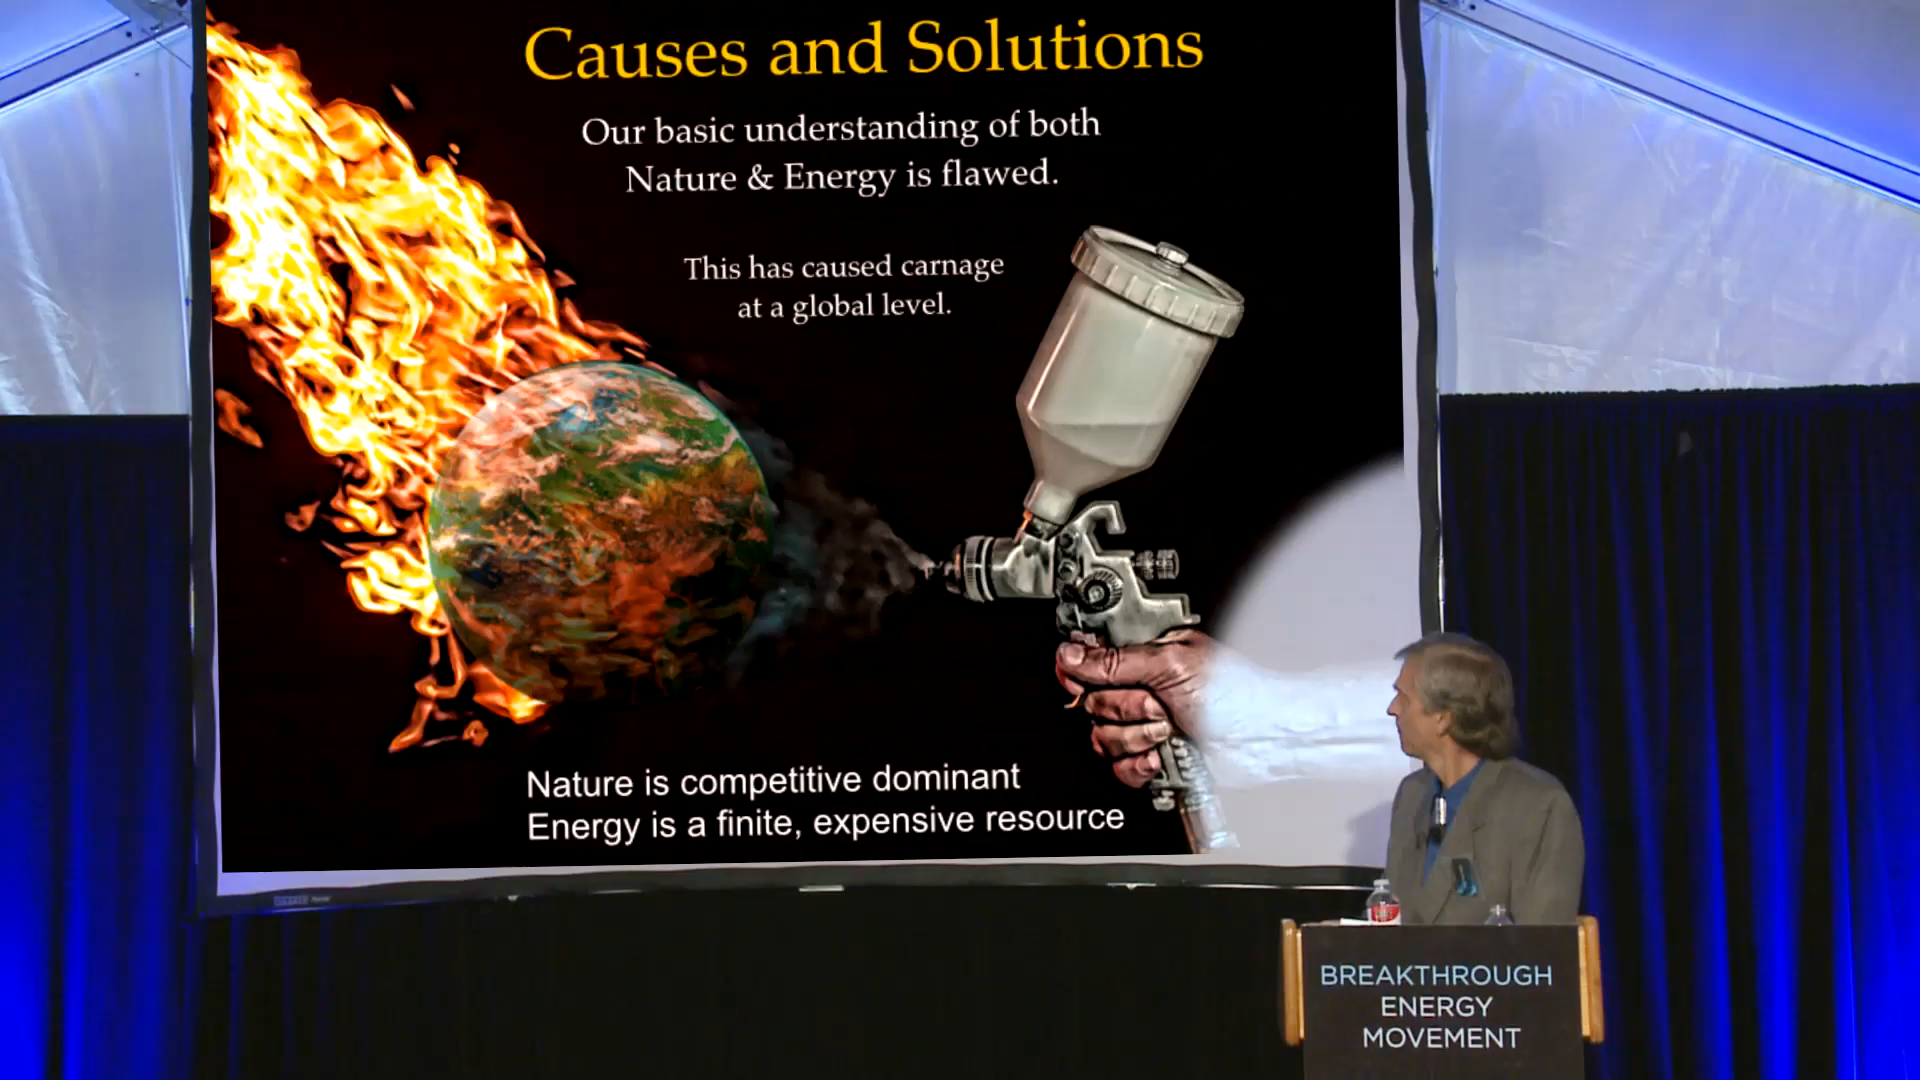 Causes and Solutions
Our basic understanding of both
Nature & Energy is flawed.
This has caused carnage
at a global level.
Nature is competitive dominant
Energy is a finite, expensive resource
BREAKTHROUGH
ENERGY
MOVEMENT